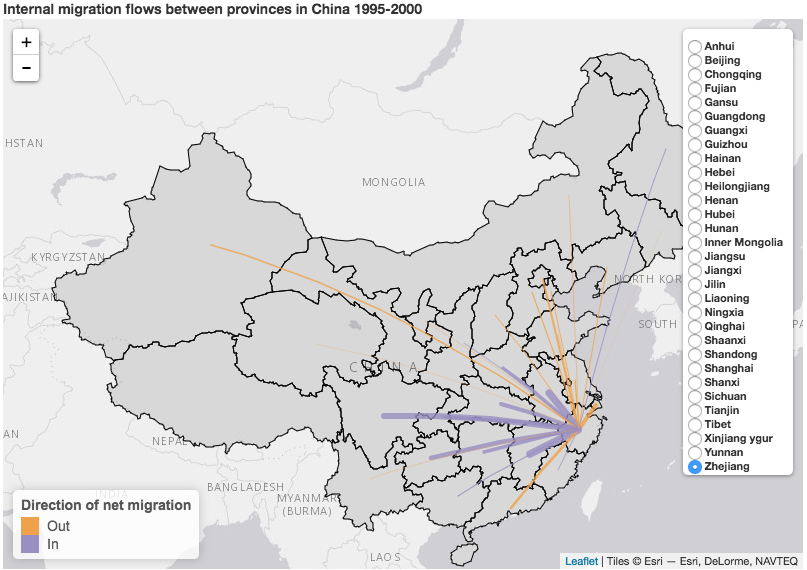 Internal migration flows between provinces in China 1995-2000
+
−
HSTAN
MONGOLIA
KYRGYZSTAN
AJIKISTAN
CHINA
NORTH KOR
SOUTH
PA
AN
NEPAL
INDIA
BANGLADESH
MYANMAR
(BURMA)
LAOS
Anhui
Beijing
Chongqing
Fujian
Gansu
Guangdong
Guangxi
Guizhou
Hainan
Hebei
Heilongjiang
Henan
Hubei
Hunan
Inner Mongolia
Jiangsu
Jiangxi
Jilin
Liaoning
Ningxia
Qinghai
Shaanxi
Shandong
Shanghai
Shanxi
Sichuan
Tianjin
Tibet
Xinjiang ygur
Yunnan
Zhejiang
Direction of net migration
Out
In
Leaflet | Tiles © Esri — Esri, DeLorme, NAVTEQ